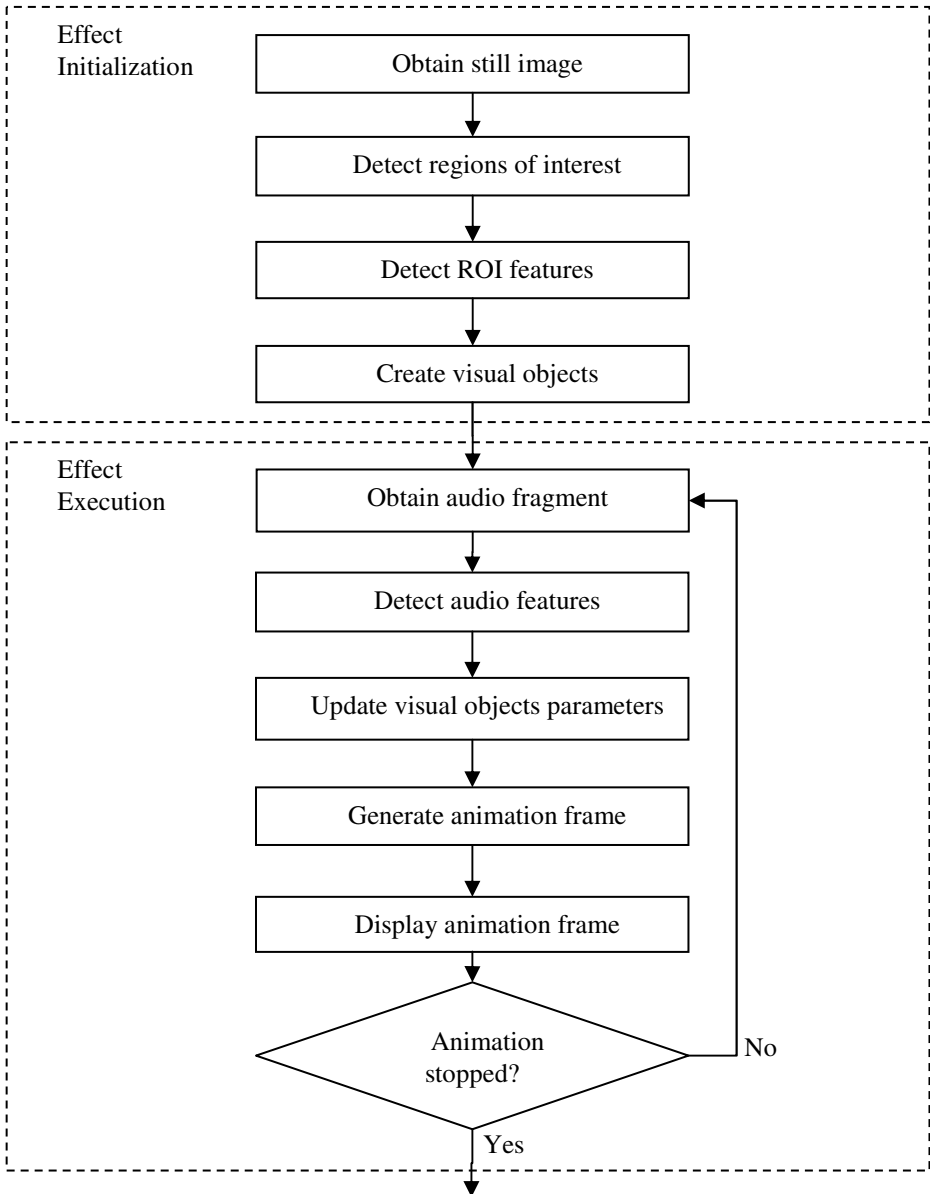 Effect
Initialization
Obtain still image
Detect regions of interest
Detect ROI features
Create visual objects
Effect
Execution
Obtain audio fragment
Detect audio features
Update visual objects parameters
Generate animation frame
Display animation frame
Animation
stopped?
No
Yes